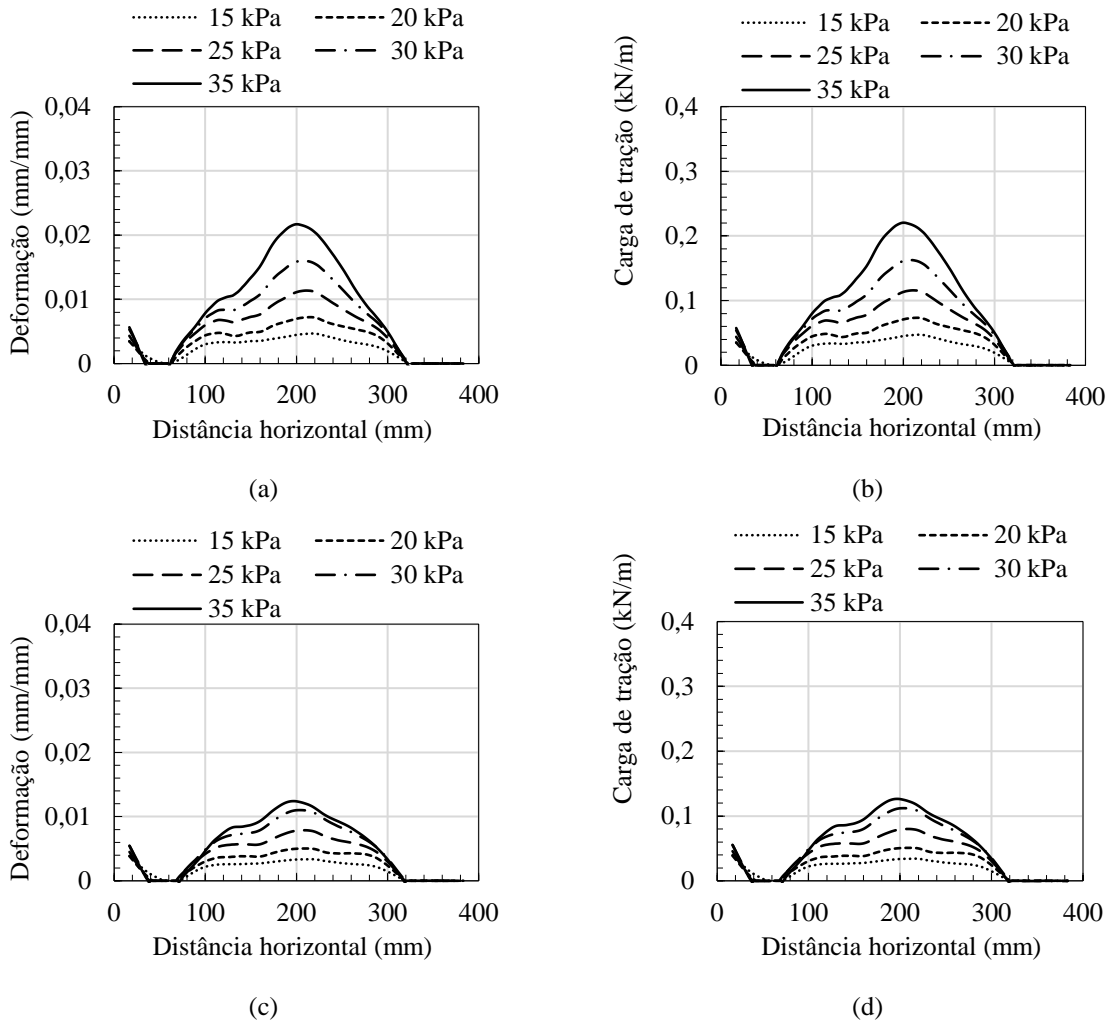 15 kPa 20 kPa
25 kPa 30 kPa
35 kPa
0,04
0,03
0,02
0,01
0
0 100 200 300 400
Deformação (mm/mm)
Distância horizontal (mm)
(a)
15 kPa 20 kPa
25 kPa 30 kPa
35 kPa
0,4
0,3
0,2
0,1
0
0 100 200 300 400
Carga de tração (kN/m)
Distância horizontal (mm)
(b)
15 kPa 20 kPa
25 kPa 30 kPa
35 kPa
0,04
0,03
0,02
0,01
0
0 100 200 300 400
Deformação (mm/mm)
Distância horizontal (mm)
(c)
15 kPa 20 kPa
25 kPa 30 kPa
35 kPa
0,4
0,3
0,2
0,1
0
0 100 200 300 400
Carga de tração (kN/m)
Distância horizontal (mm)
(d)